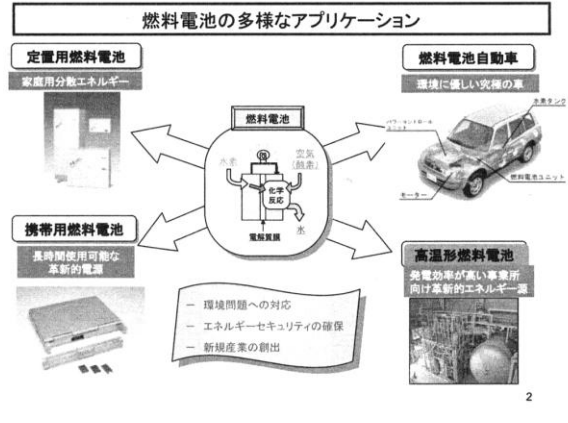 燃料電池の多様なアプリケーション
定置用燃料電池
家庭用分散エネルギー
燃料電池自動車
環境に優しい究極の車
水素タンク
パワーコントロール
ユニット
燃料電池ユニット
モーター
燃料電池
水素
空気
(酸素)
化学
反応
水
電解質膜
携帯用燃料電池
長時間使用可能な
革新的電源
高温形燃料電池
発電効率が高い事業所
向け革新的エネルギー源
－ 環境問題への対応
－ エネルギーセキュリティの確保
－ 新規産業の創出
2